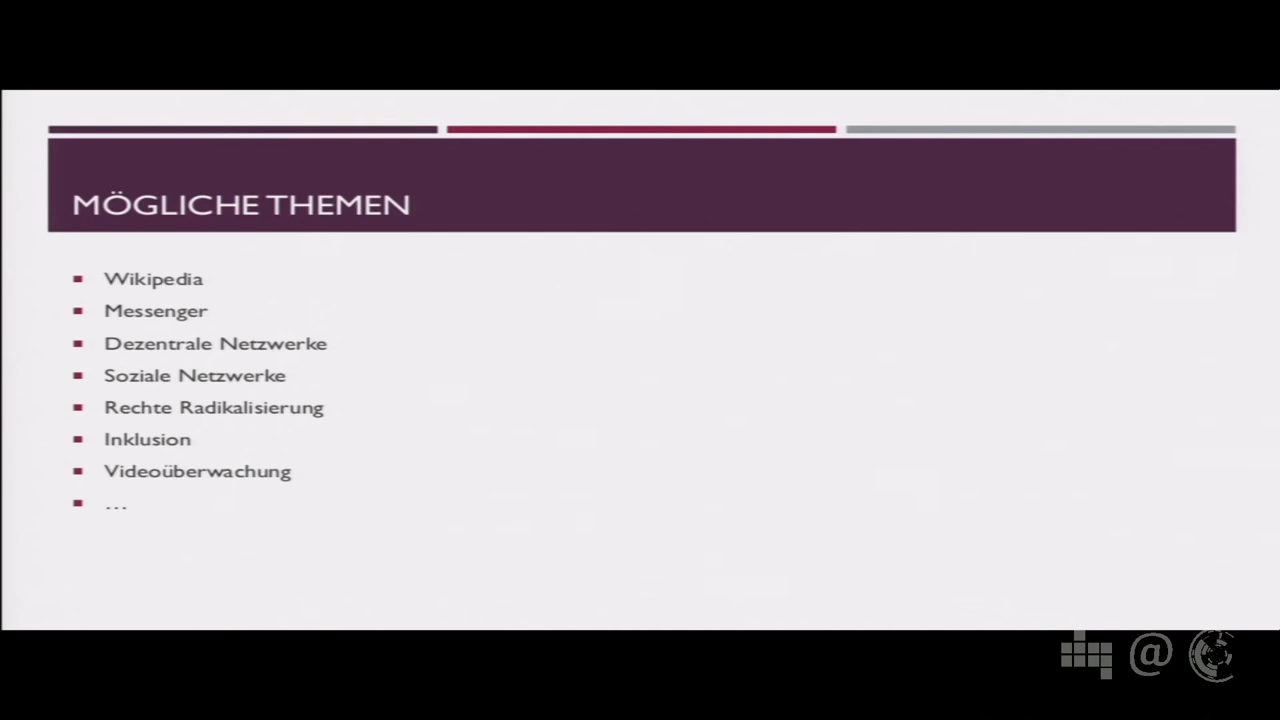 MÖGLICHE THEMEN
Wikipedia
Messenger
Dezentrale Netzwerke
Soziale Netzwerke
Rechte Radikalisierung
Inklusion
Videoüberwachung
...
@